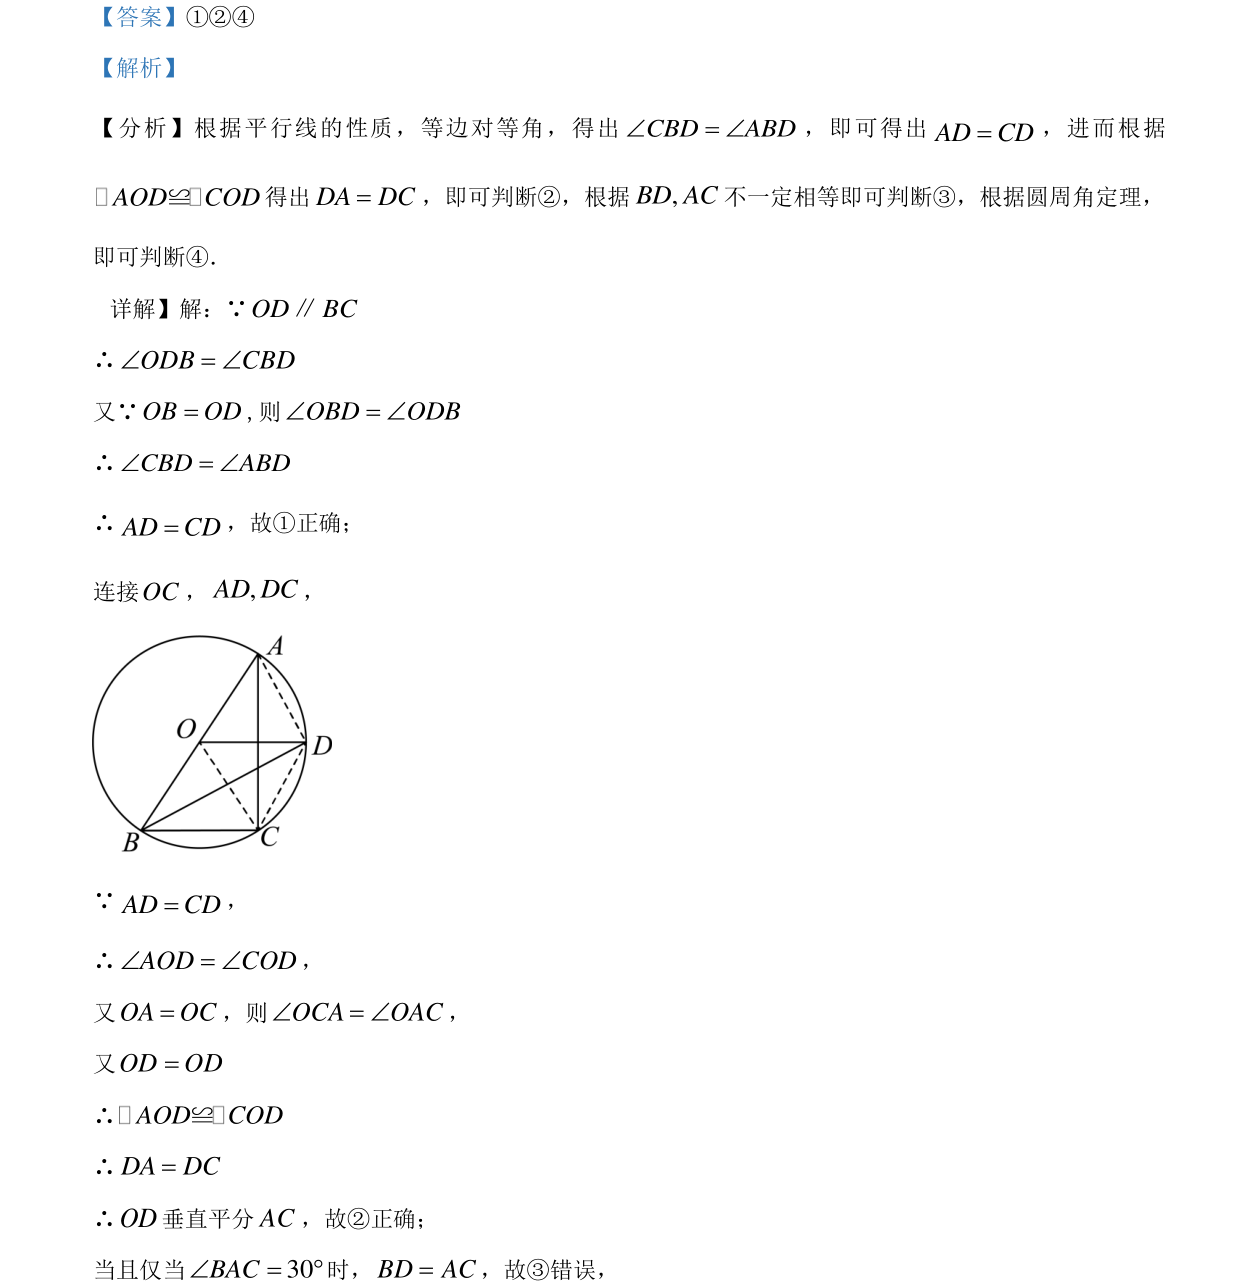 【答案】①②④
【解析】
【分析】根据平行线的性质，等边对等角，得出∠CBD=∠ABD，即可得出AD=CD，进而根据
□AOD≌□COD得出DA=DC，即可判断②，根据BD,AC不一定相等即可判断③，根据圆周角定理，
即可判断④．
详解】解：∵OD∥BC
∴∠ODB=∠CBD
又∵OB=OD,则∠OBD=∠ODB
∴∠CBD=∠ABD
∴AD=CD，故①正确；
连接OC，AD,DC，
A
O
D
B
C
∵AD=CD，
∴∠AOD=∠COD，
又OA=OC，则∠OCA=∠OAC，
又OD=OD
∴□AOD≌□COD
∴DA=DC
∴OD垂直平分AC，故②正确；
当且仅当∠BAC=30°时，BD=AC，故③错误，